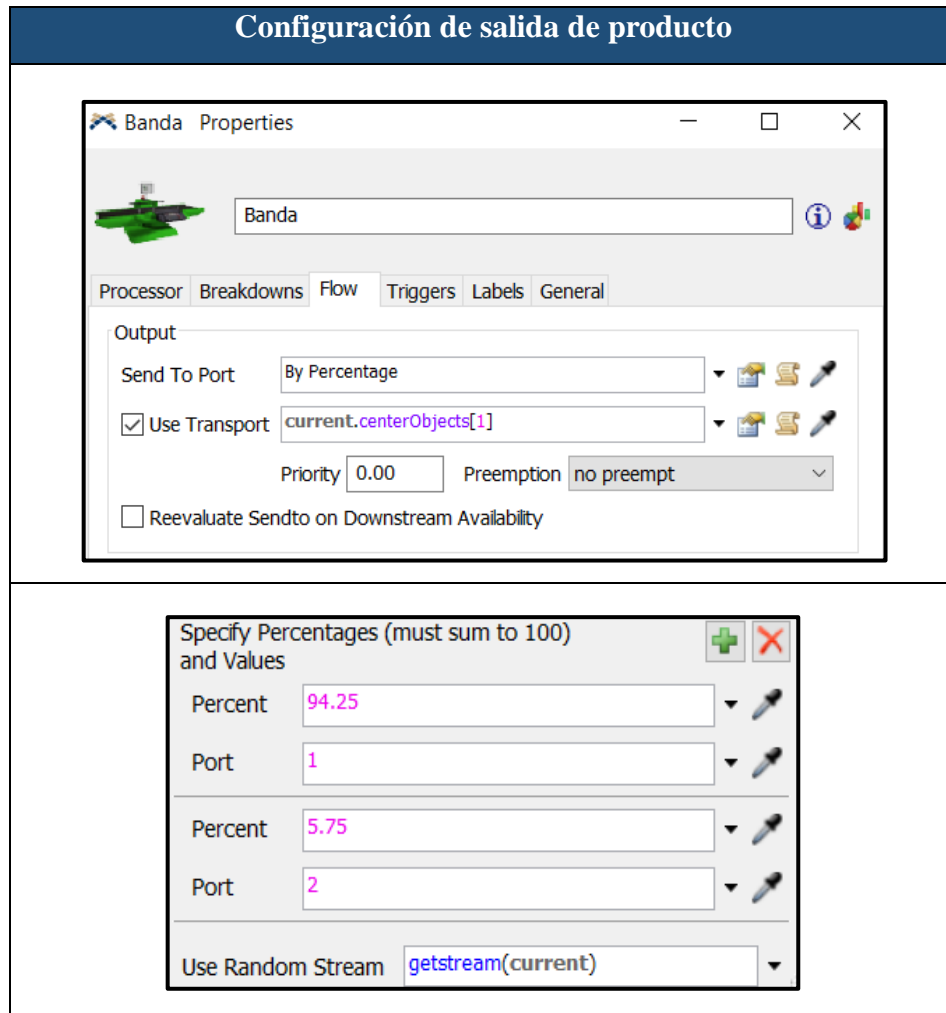 Configuración de salida de producto
Banda Properties
Banda
Processor Breakdowns Flow Triggers Labels General
Output
Send To Port By Percentage
Use Transport current.centerObjects[1]
Priority 0.00 Preemption no preempt
Reevaluate Sendto on Downstream Availability
Specify Percentages (must sum to 100)
and Values
Percent 94.25
Port 1
Percent 5.75
Port 2
Use Random Stream getstream(current)